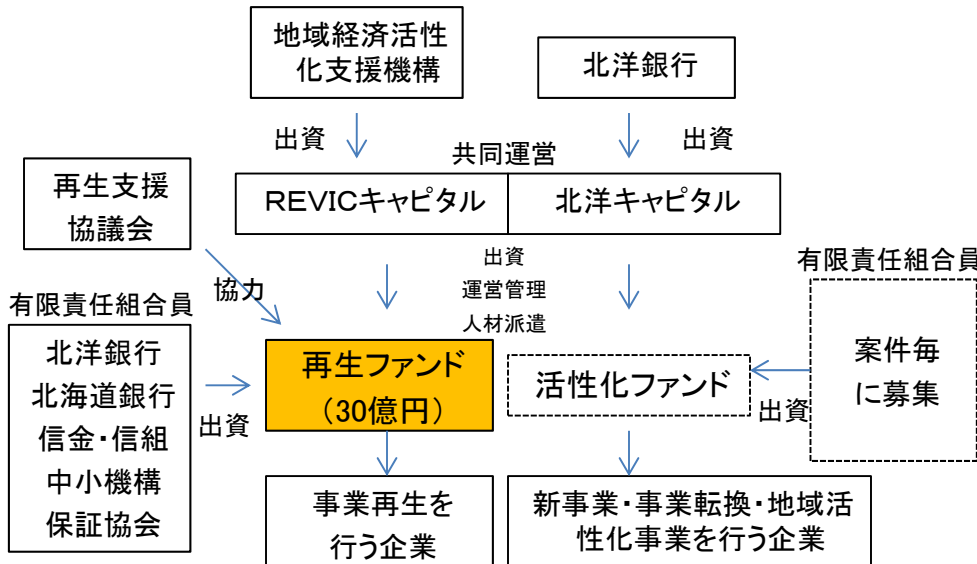 地域経済活性
化支援機構
北洋銀行
出資
出資
共同運営
再生支援
協議会
REVICキャピタル
北洋キャピタル
出資
運営管理
人材派遣
協力
有限責任組合員
有限責任組合員
北洋銀行
北海道銀行
信金・信組
中小機構
保証協会
出資
再生ファンド
（30億円）
活性化ファンド
出資
案件毎
に募集
事業再生を
行う企業
新事業・事業転換・地域活
性化事業を行う企業